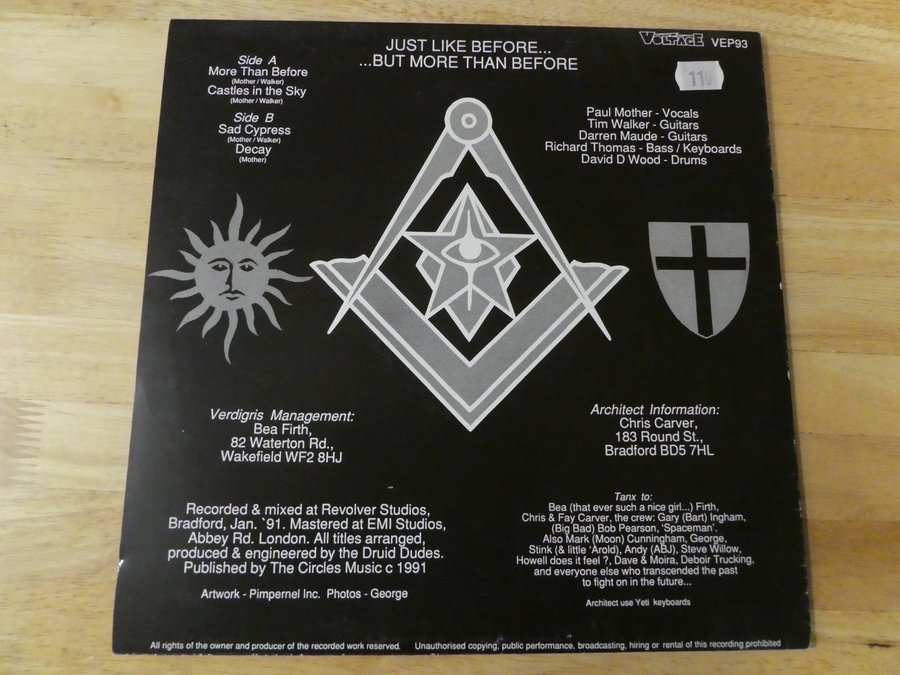 JUST LIKE BEFORE...
...BUT MORE THAN BEFORE
VOLTAGE VEP93
Side A
More Than Before
(Mother / Walker)
Castles in the Sky
(Mother / Walker)
Side B
Sad Cypress
(Mother / Walker)
Decay
(Mother)
Paul Mother - Vocals
Tim Walker - Guitars
Darren Maude - Guitars
Richard Thomas - Bass / Keyboards
David D Wood - Drums
Verdigris Management:
Bea Firth,
82 Waterton Rd.,
Wakefield WF2 8HJ
Architect Information:
Chris Carver,
183 Round St.,
Bradford BD5 7HL
Recorded & mixed at Revolver Studios,
Bradford, Jan. `91. Mastered at EMI Studios,
Abbey Rd. London. All titles arranged,
produced & engineered by the Druid Dudes.
Published by The Circles Music c 1991
Artwork - Pimpernel Inc. Photos - George
Tanx to:
Bea (that ever such a nice girl...) Firth,
Chris & Fay Carver, the crew: Gary (Bart) Ingham,
(Big Bad) Bob Pearson, 'Spaceman'.
Also Mark (Moon) Cunningham, George,
Stink (& little 'Arold), Andy (ABJ), Steve Willow,
Howell does it feel ?, Dave & Moira, Deboir Trucking,
and everyone else who transcended the past
to fight on in the future...
Architect use Yeti keyboards
All rights of the owner and producer of the recorded work reserved. Unauthorised copying, public performance, broadcasting, hiring or rental of this recording prohibited